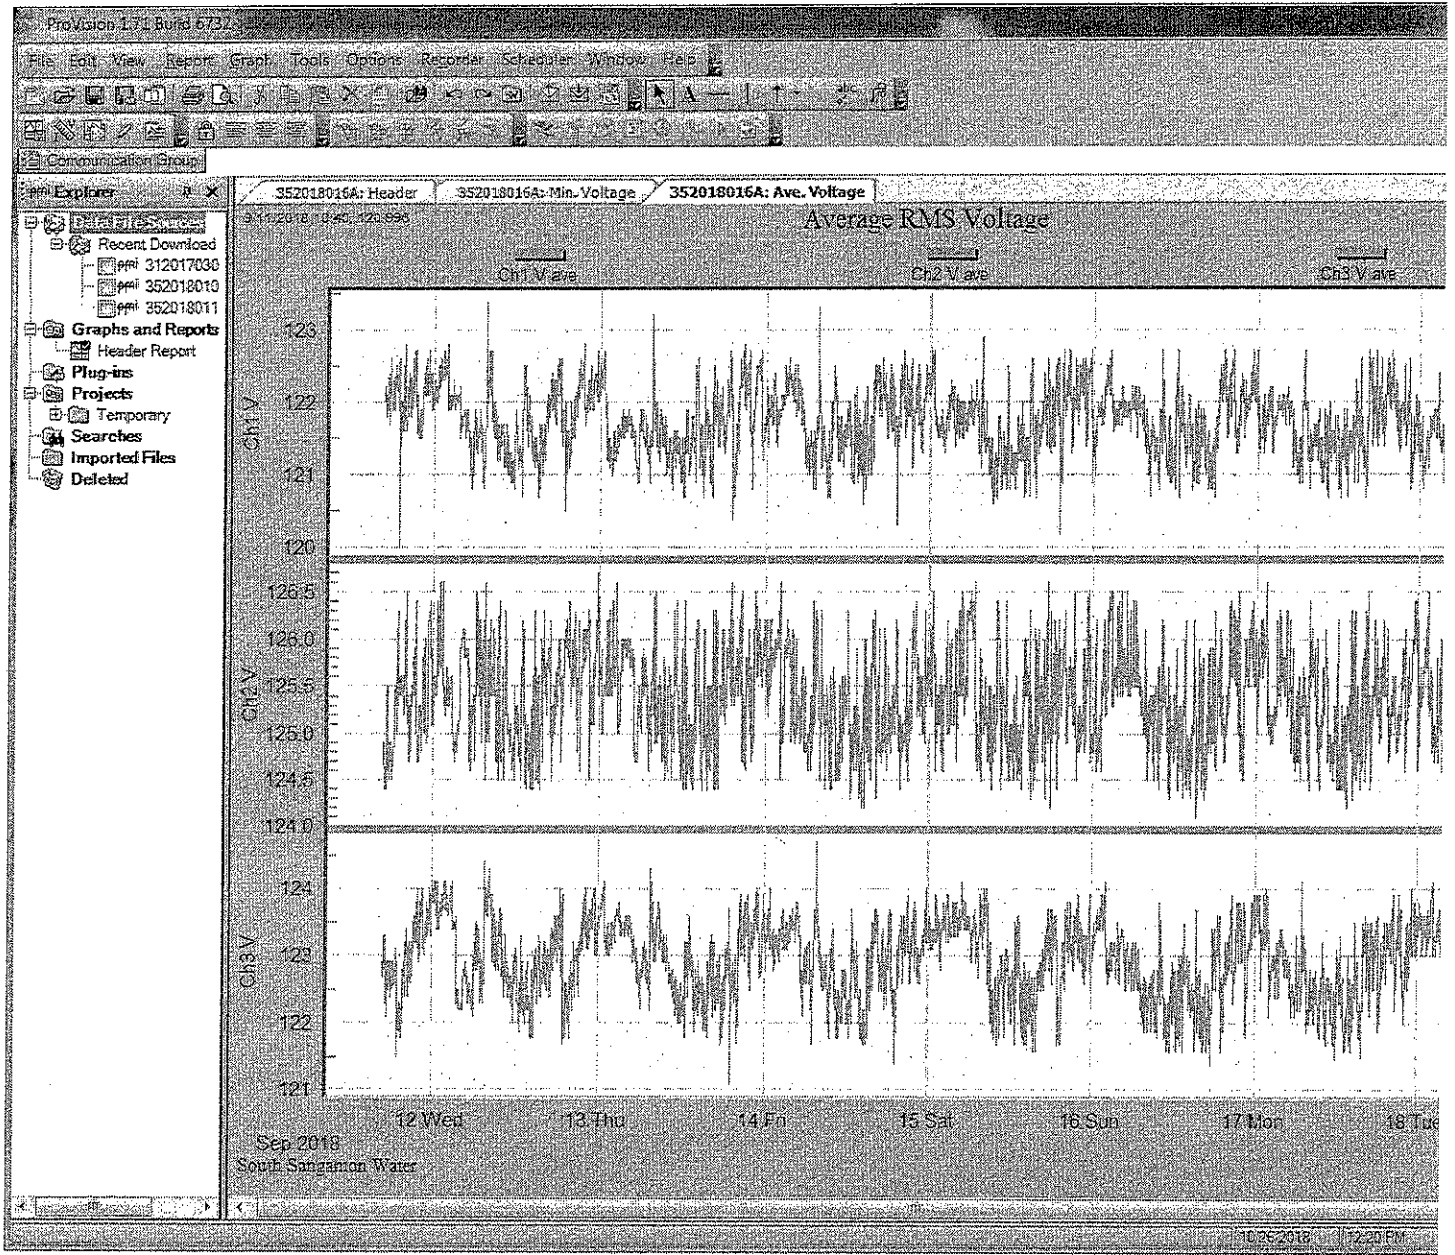 ProVision 1.71 Build 6732
File Edit View Report Graph Tools Options Recorder Scheduler Window Help
Communication Group
Explorer
352018016A: Header
352018016A: Min. Voltage
352018016A: Ave. Voltage
Recent Download
pmi 312017030
pmi 352018010
pmi 352018011
Graphs and Reports
Header Report
Plug-ins
Projects
Temporary
Searches
Imported Files
Deleted
Average RMS Voltage
Ch1 V ave
Ch2 V ave
Ch3 V ave
Ch1 V
123
122
121
120
Ch2 V
126.5
126.0
125.5
125.0
124.5
124.0
Ch3 V
124
123
122
121
12 Wed
13 Thu
14 Fri
15 Sat
16 Sun
17 Mon
18 Tue
Sep 2018
South Sangamon Water
10/26/2018 12:20 PM